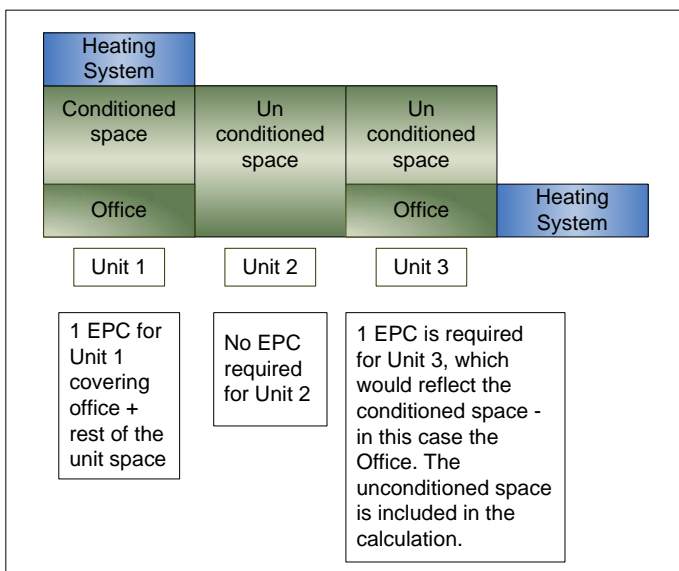 Heating
System
Conditioned
space
Un
conditioned
space
Un
conditioned
space
Office
Office
Heating
System
Unit 1
Unit 2
Unit 3
1 EPC for
Unit 1
covering
office +
rest of the
unit space
No EPC
required
for Unit 2
1 EPC is required
for Unit 3, which
would reflect the
conditioned space -
in this case the
Office. The
unconditioned space
is included in the
calculation.